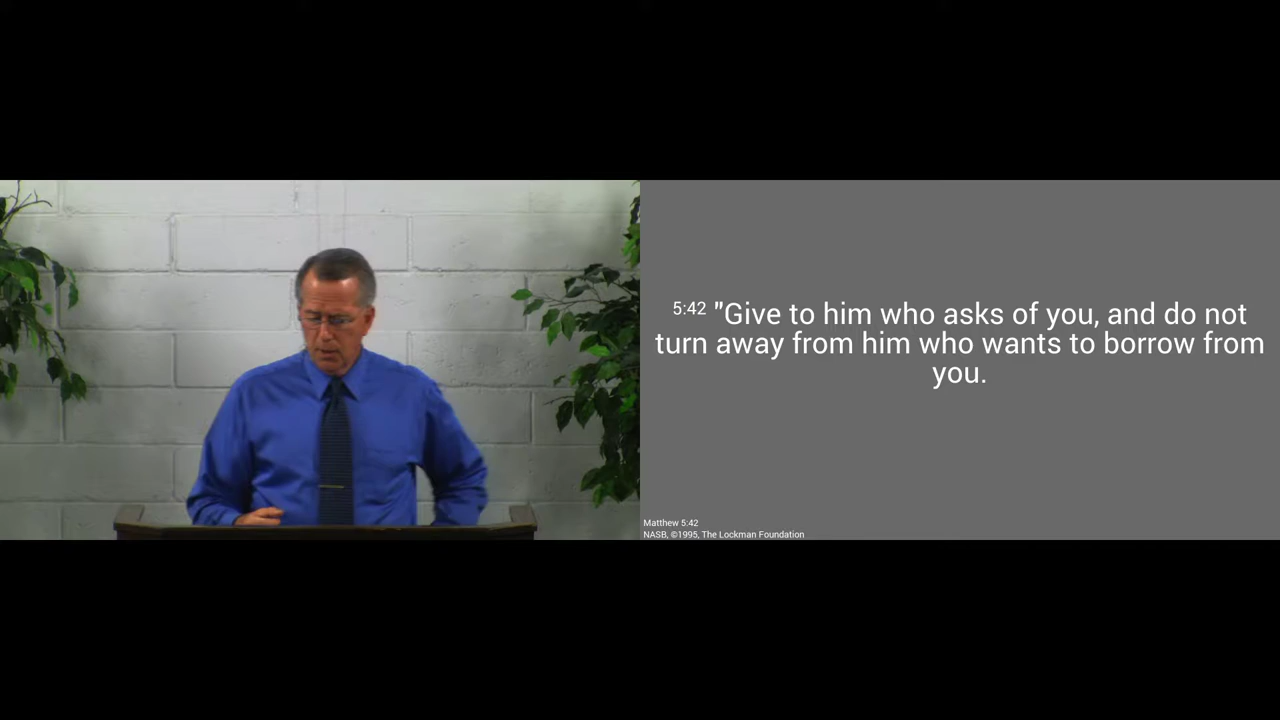 5:42 "Give to him who asks of you, and do not
turn away from him who wants to borrow from
you.
Matthew 5:42
NASB, ©1995, The Lockman Foundation